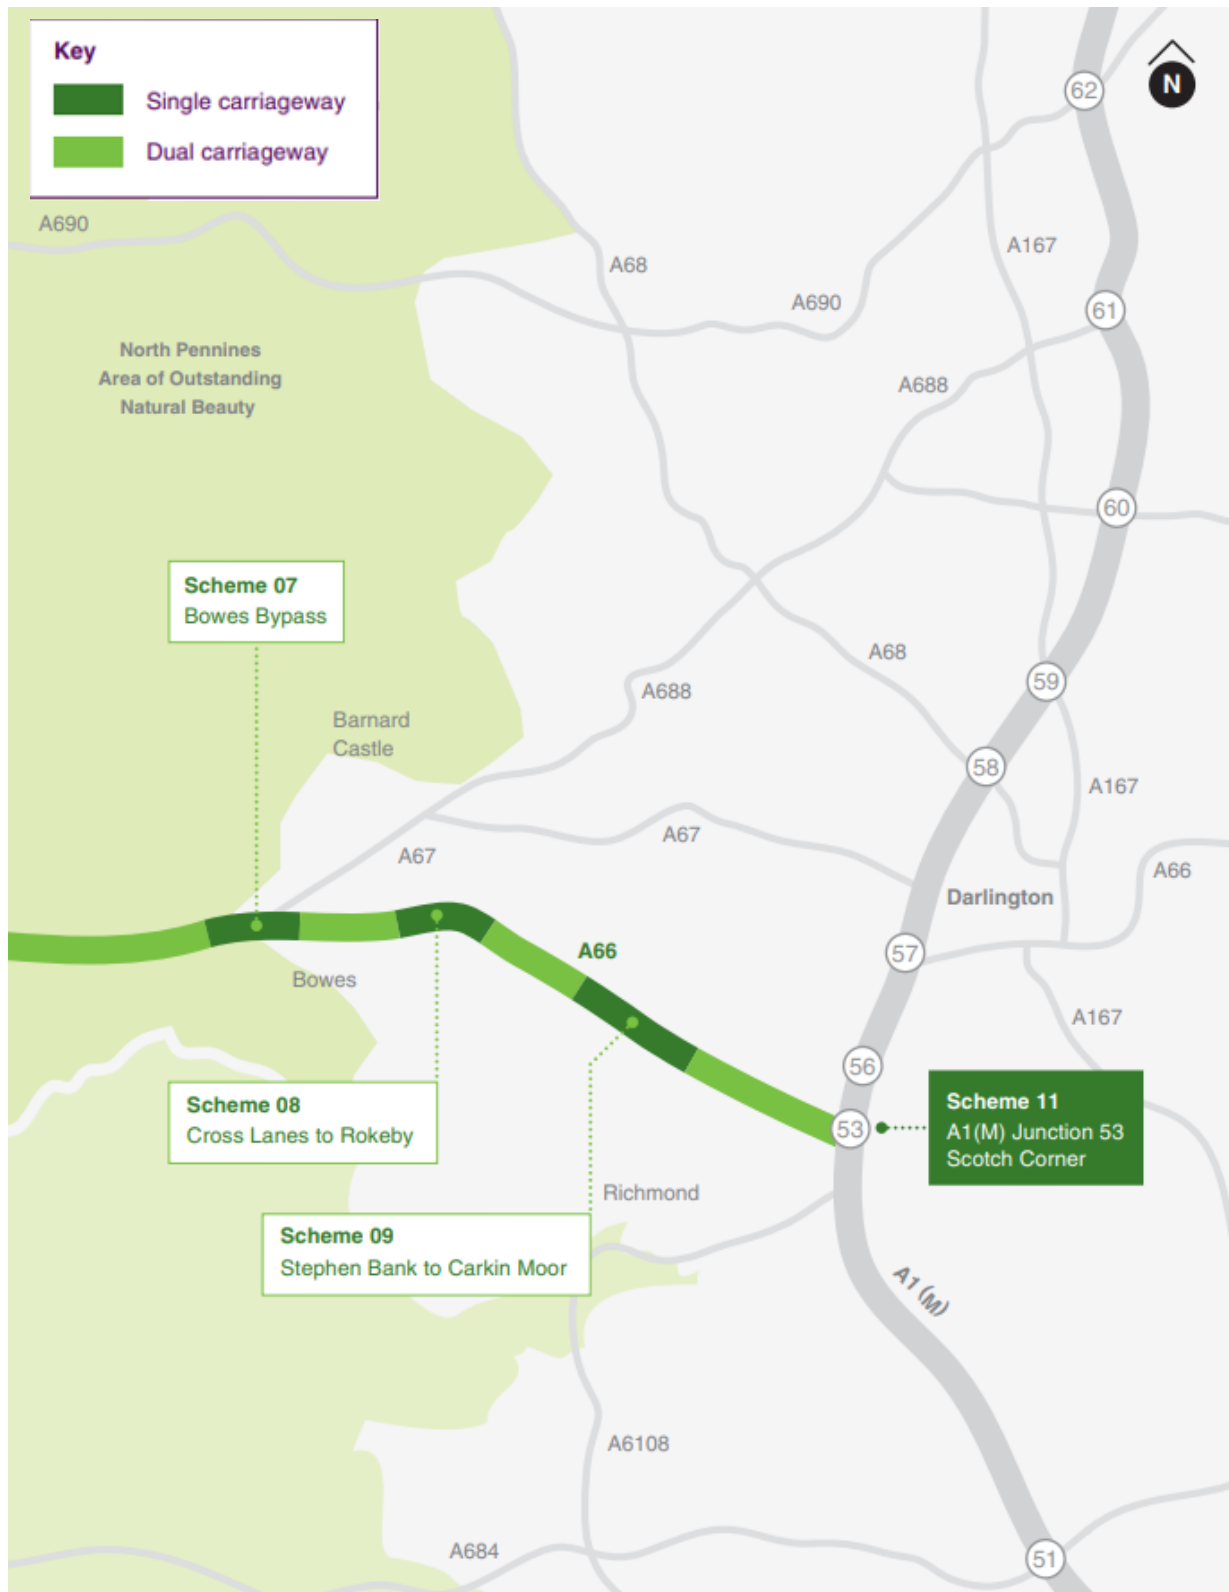 Key
Single carriageway
Dual carriageway
N
62
A690
A167
A68
A690
61
North Pennines
Area of Outstanding
Natural Beauty
A688
60
Scheme 07
Bowes Bypass
A68
59
A688
Barnard
Castle
58
A167
A67
A67
A66
Darlington
A66
57
Bowes
A167
56
Scheme 08
Cross Lanes to Rokeby
Scheme 11
A1(M) Junction 53
Scotch Corner
53
Richmond
Scheme 09
Stephen Bank to Carkin Moor
A1 (M)
A6108
A684
51